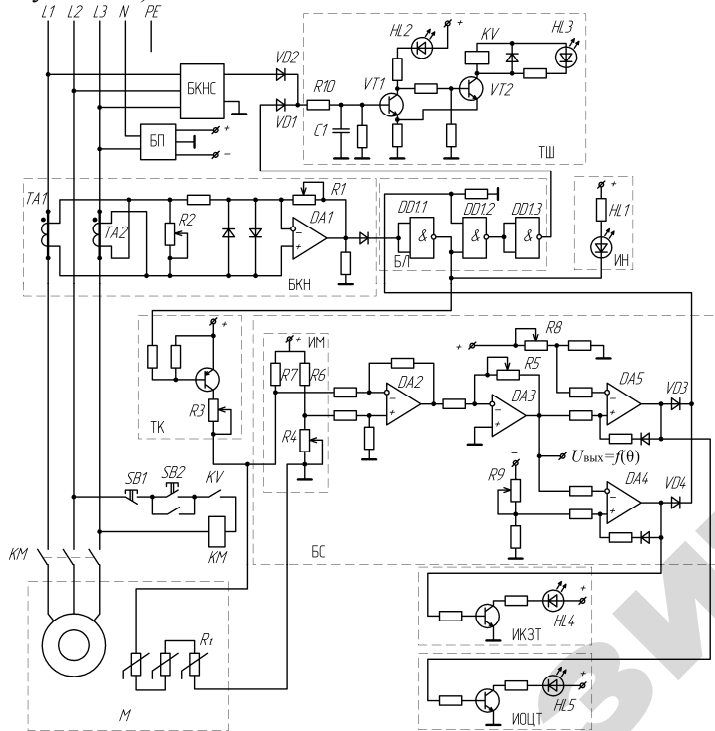 L1 L2 L3 N PE
HL2 + KV HL3
VD2
БКНС
R10
VT1
VT2
VD1
C1
БП
+
−
ТШ
TA1
R1
TA2
R2
DA1
−
+
DD1.1
DD1.2
DD1.3
&
&
&
+
HL1
БКН
БЛ
ИН
+
ИМ
+
R8
+
R7
R6
R5
DA2
−
+
DA3
−
+
DA5
−
+
VD3
R3
ТК
R4
Uвых=f(θ)
SB1
SB2
KV
−
R9
DA4
−
+
VD4
KM
KM
БС
+
HL4
ИКЗТ
Rt
+
HL5
ИОЦТ
M
ЗИ